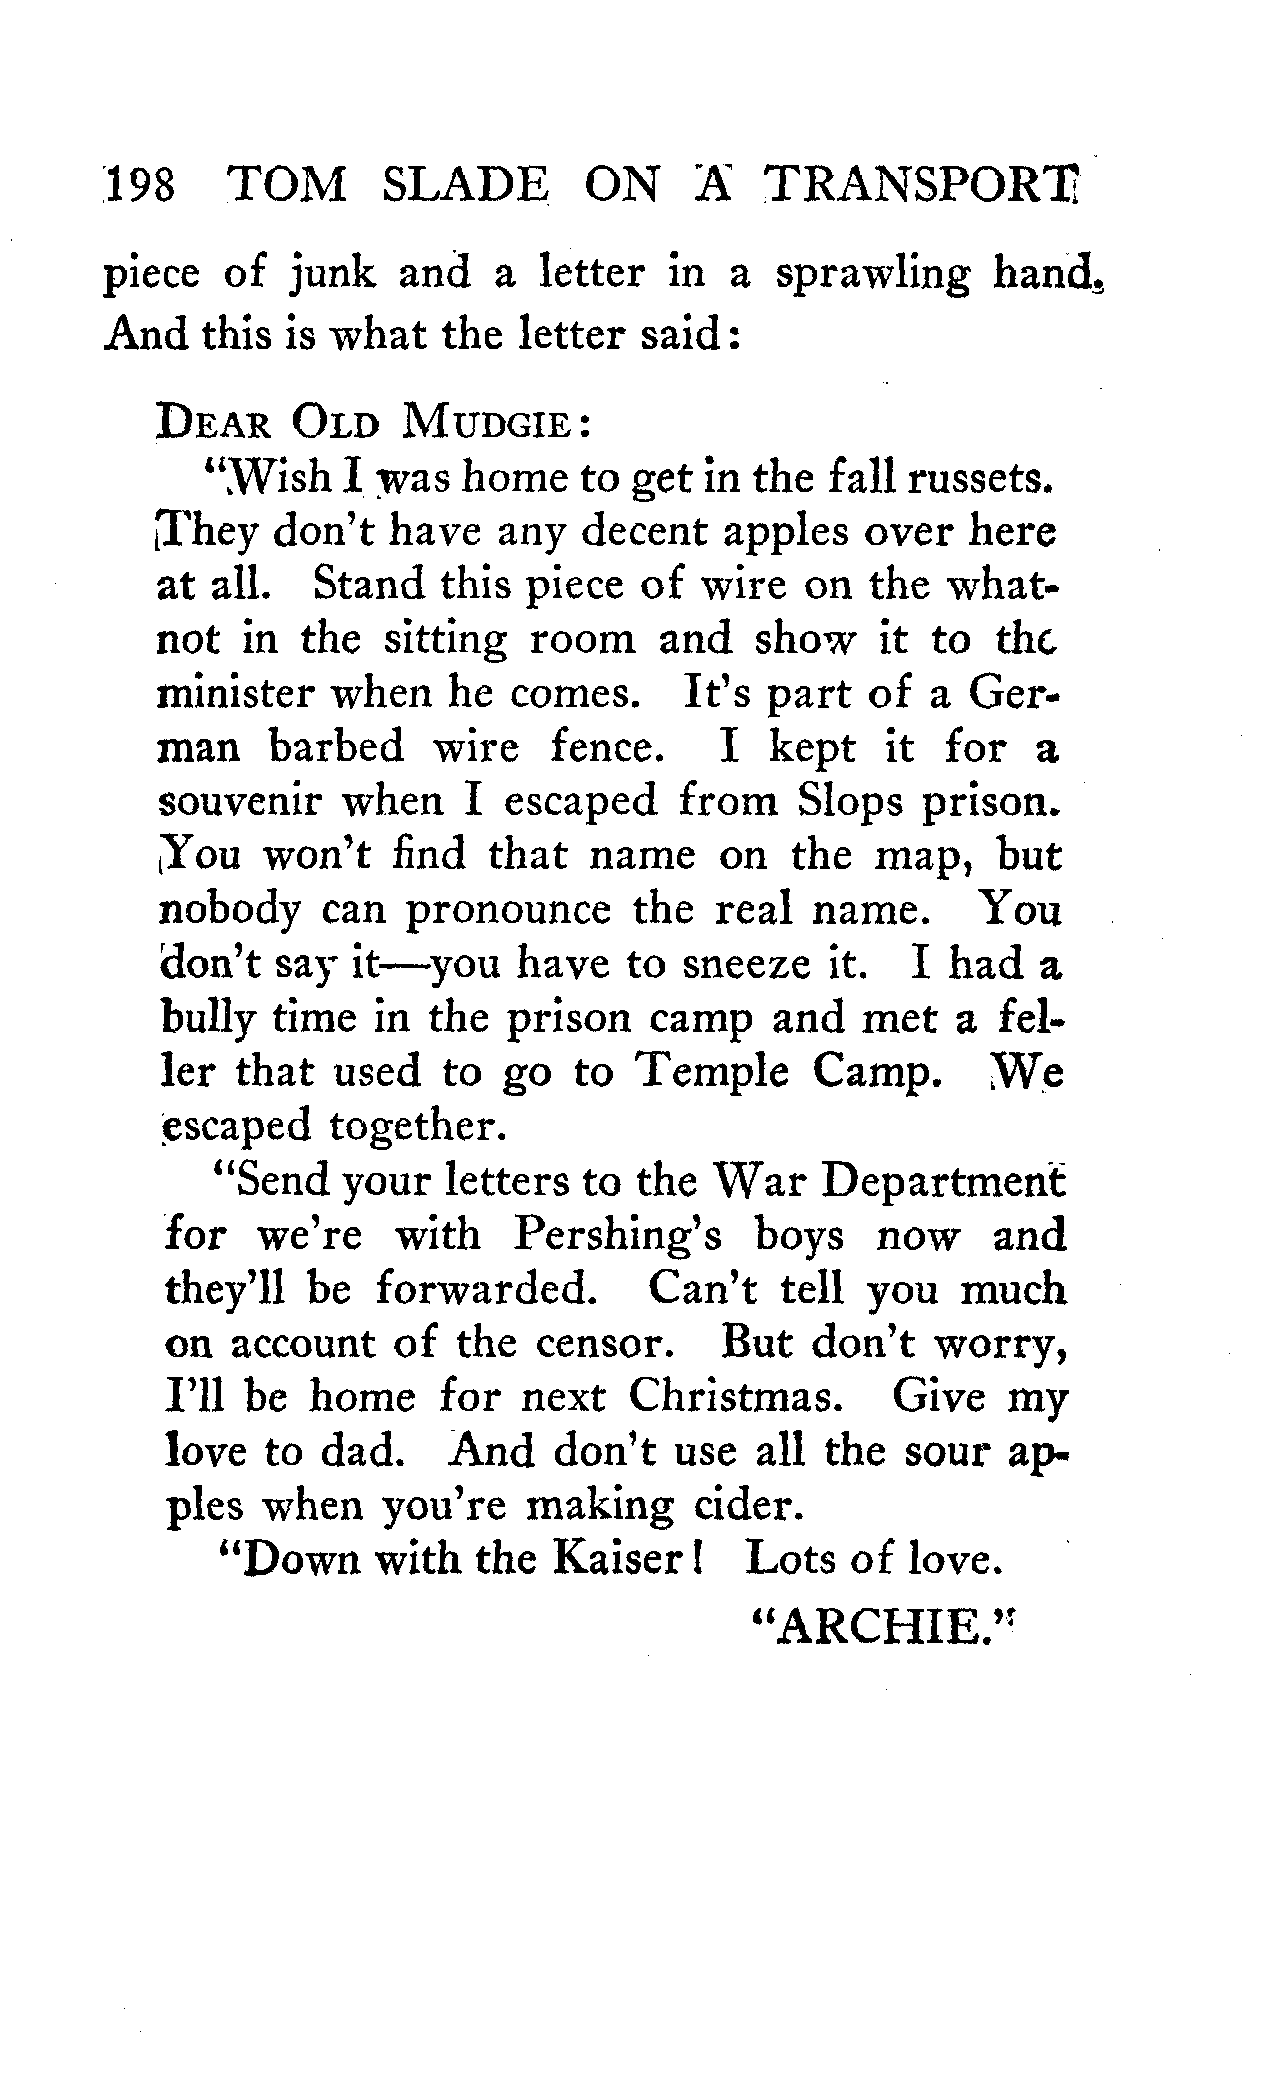 198 TOM SLADE ON A TRANSPORT
piece of junk and a letter in a sprawling hand.
And this is what the letter said:
DEAR OLD MUDGIE:
"Wish I was home to get in the fall russets.
They don't have any decent apples over here
at all. Stand this piece of wire on the what-
not in the sitting room and show it to the
minister when he comes. It's part of a Ger-
man barbed wire fence. I kept it for a
souvenir when I escaped from Slops prison.
You won't find that name on the map, but
nobody can pronounce the real name. You
don't say it—you have to sneeze it. I had a
bully time in the prison camp and met a fel-
ler that used to go to Temple Camp. We
escaped together.
"Send your letters to the War Department
for we're with Pershing's boys now and
they'll be forwarded. Can't tell you much
on account of the censor. But don't worry,
I'll be home for next Christmas. Give my
love to dad. And don't use all the sour ap-
ples when you're making cider.
"Down with the Kaiser! Lots of love.
"ARCHIE."